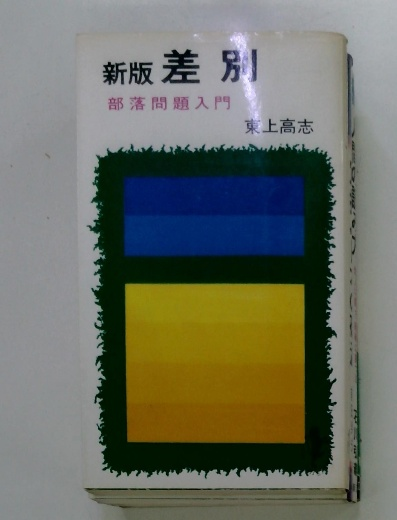 新版 差別
部落問題入門
東上高志